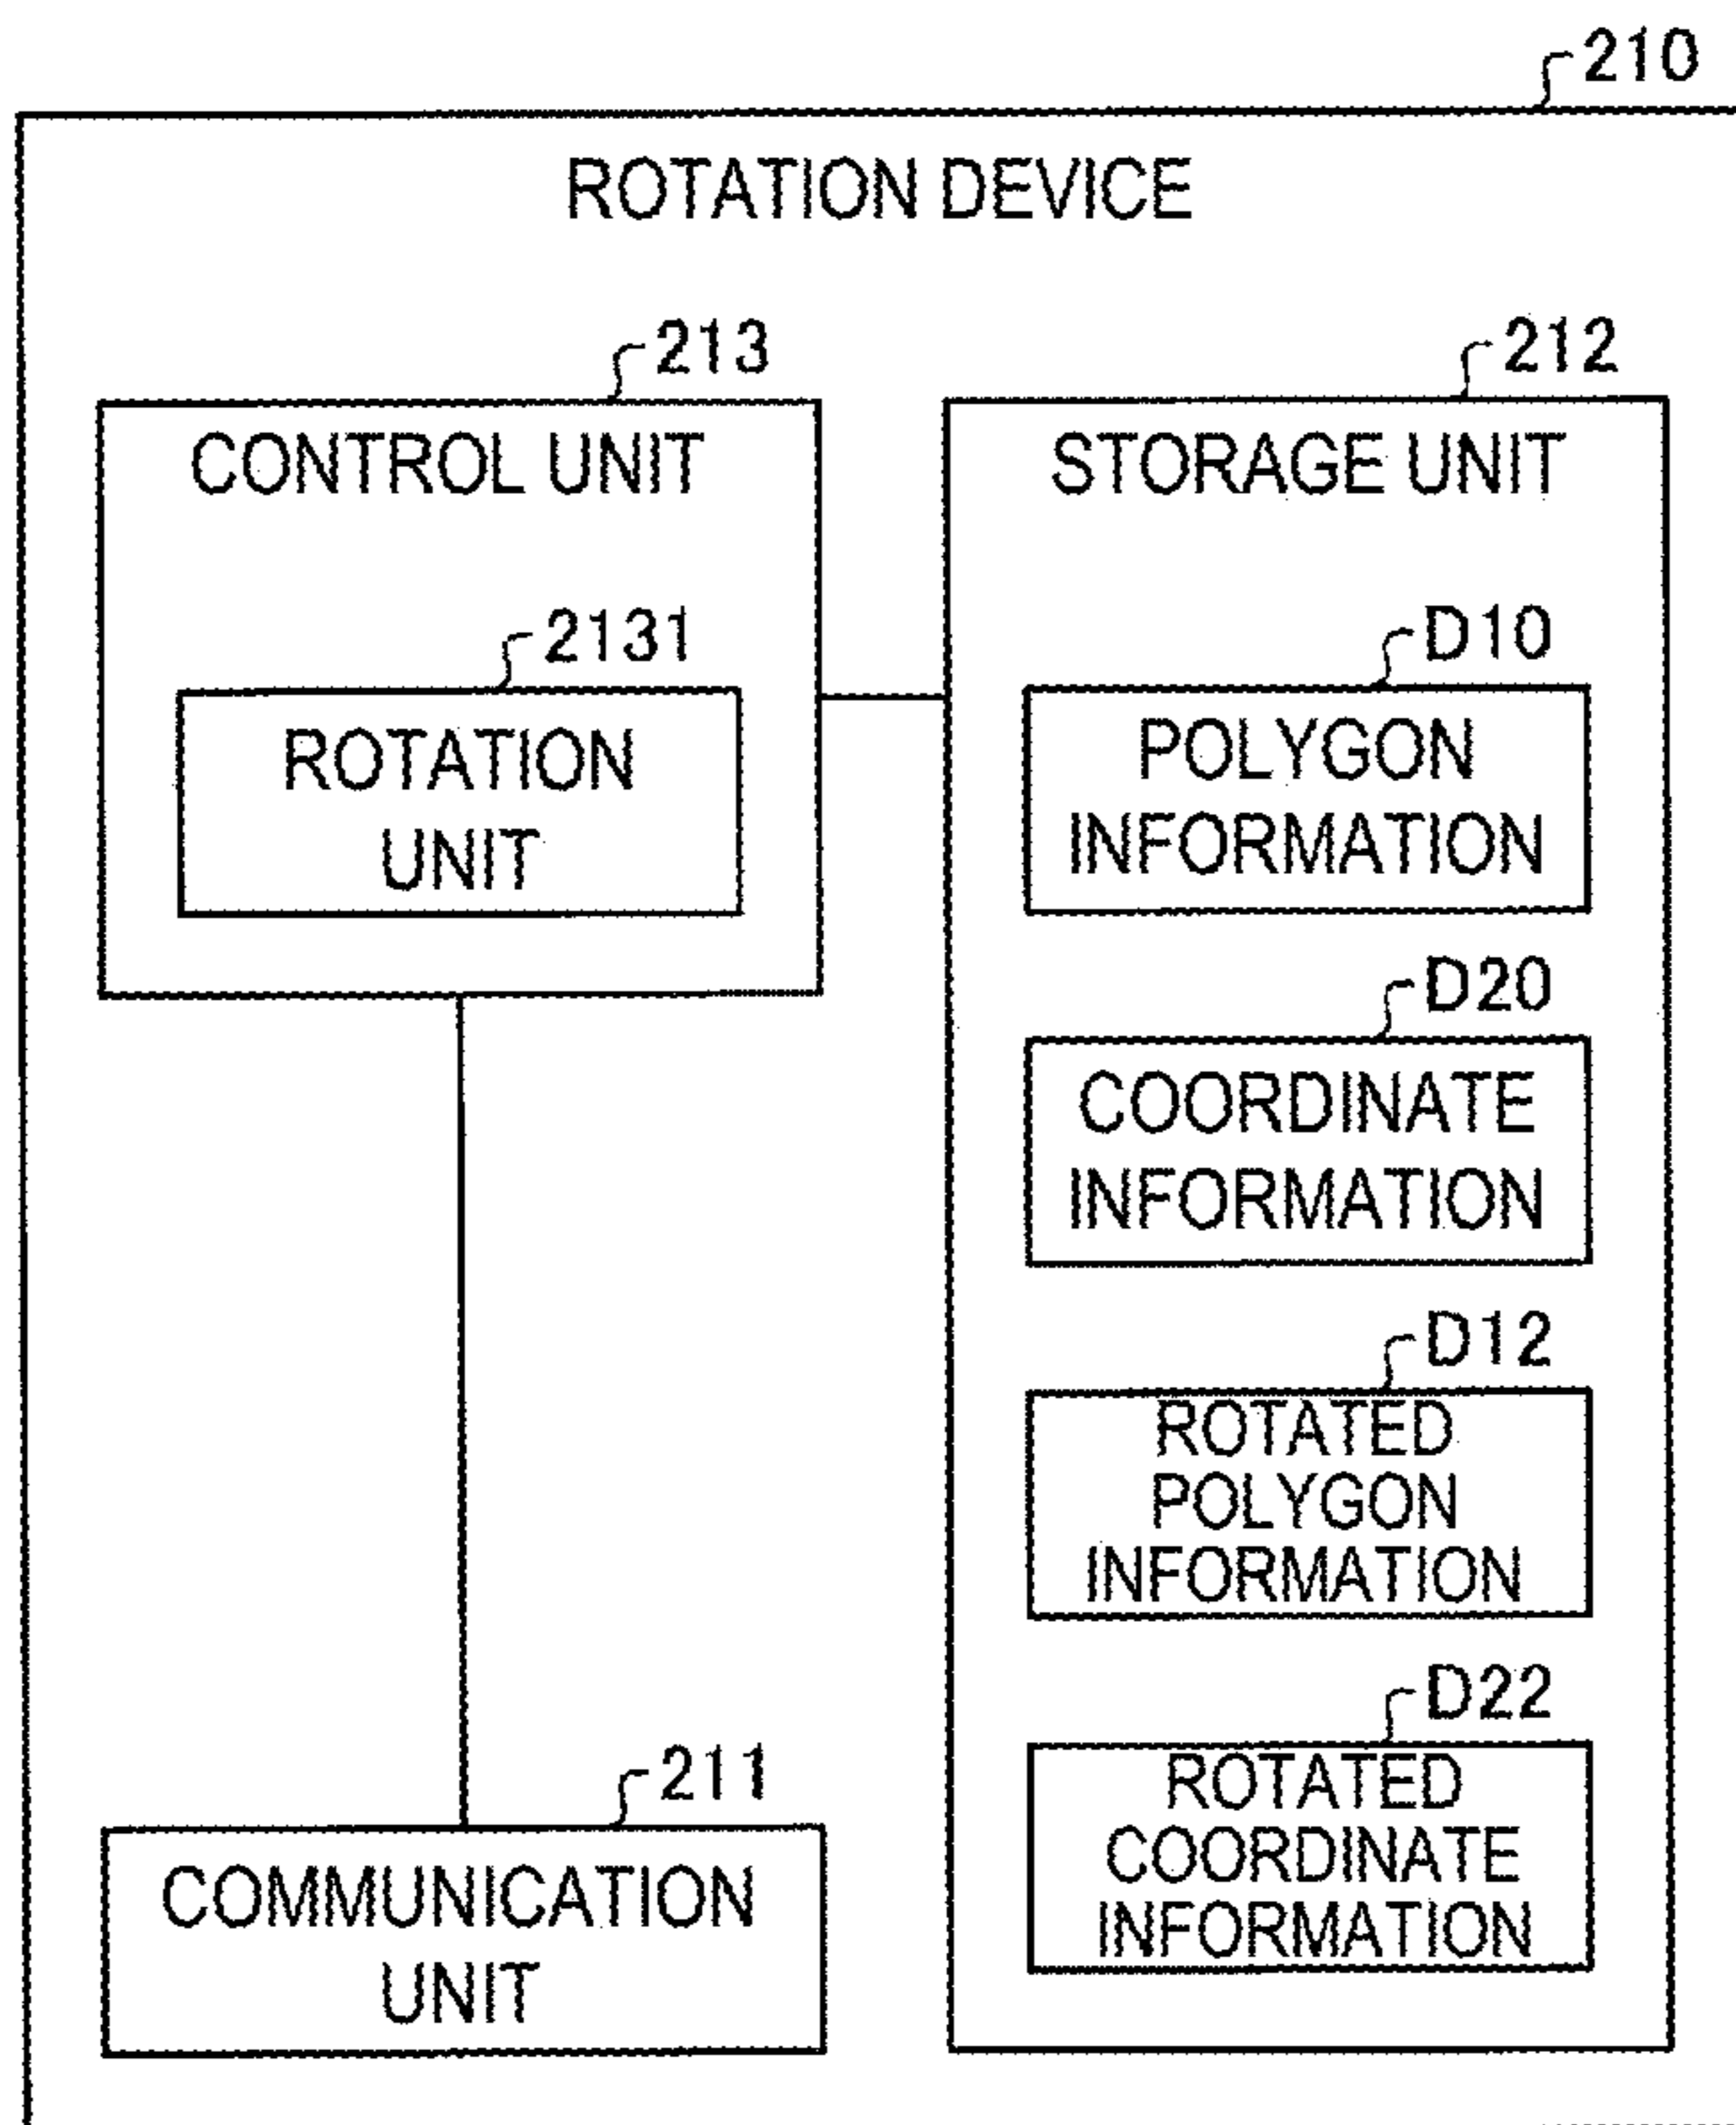 210
ROTATION DEVICE
213
CONTROL UNIT
2131
ROTATION
UNIT
212
STORAGE UNIT
D10
POLYGON
INFORMATION
D20
COORDINATE
INFORMATION
D12
ROTATED
POLYGON
INFORMATION
D22
ROTATED
COORDINATE
INFORMATION
211
COMMUNICATION
UNIT